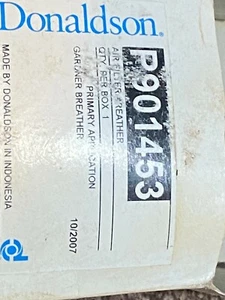 Donaldson.®
P901453
AIR FILTER BREATHER
QTY. PER BOX 1
PRIMARY APPLICATION
GARDNER BREATHER
10/2007
MADE BY DONALDSON IN INDONESIA